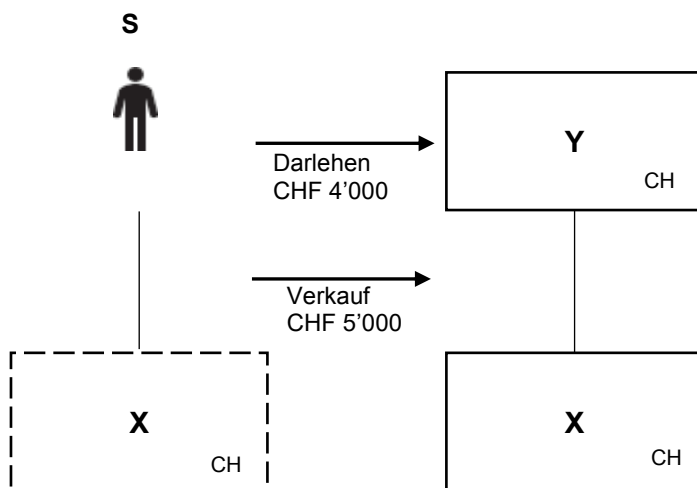 S
Y
CH
Darlehen
CHF 4’000
Verkauf
CHF 5’000
X
CH
X
CH